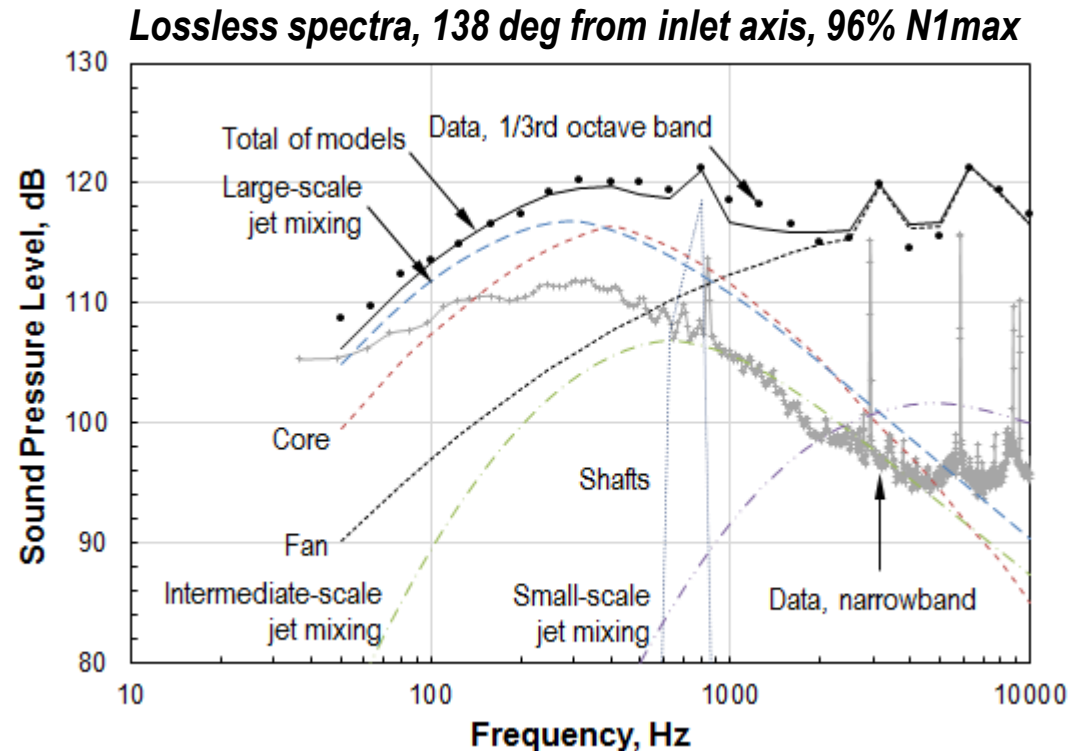 Lossless spectra, 138 deg from inlet axis, 96% N1max
130
120
110
100
90
80
Sound Pressure Level, dB
Total of models
Data, 1/3rd octave band
Large-scale
jet mixing
Core
Fan
Shafts
Intermediate-scale
jet mixing
Small-scale
jet mixing
Data, narrowband
10
100
1000
10000
Frequency, Hz